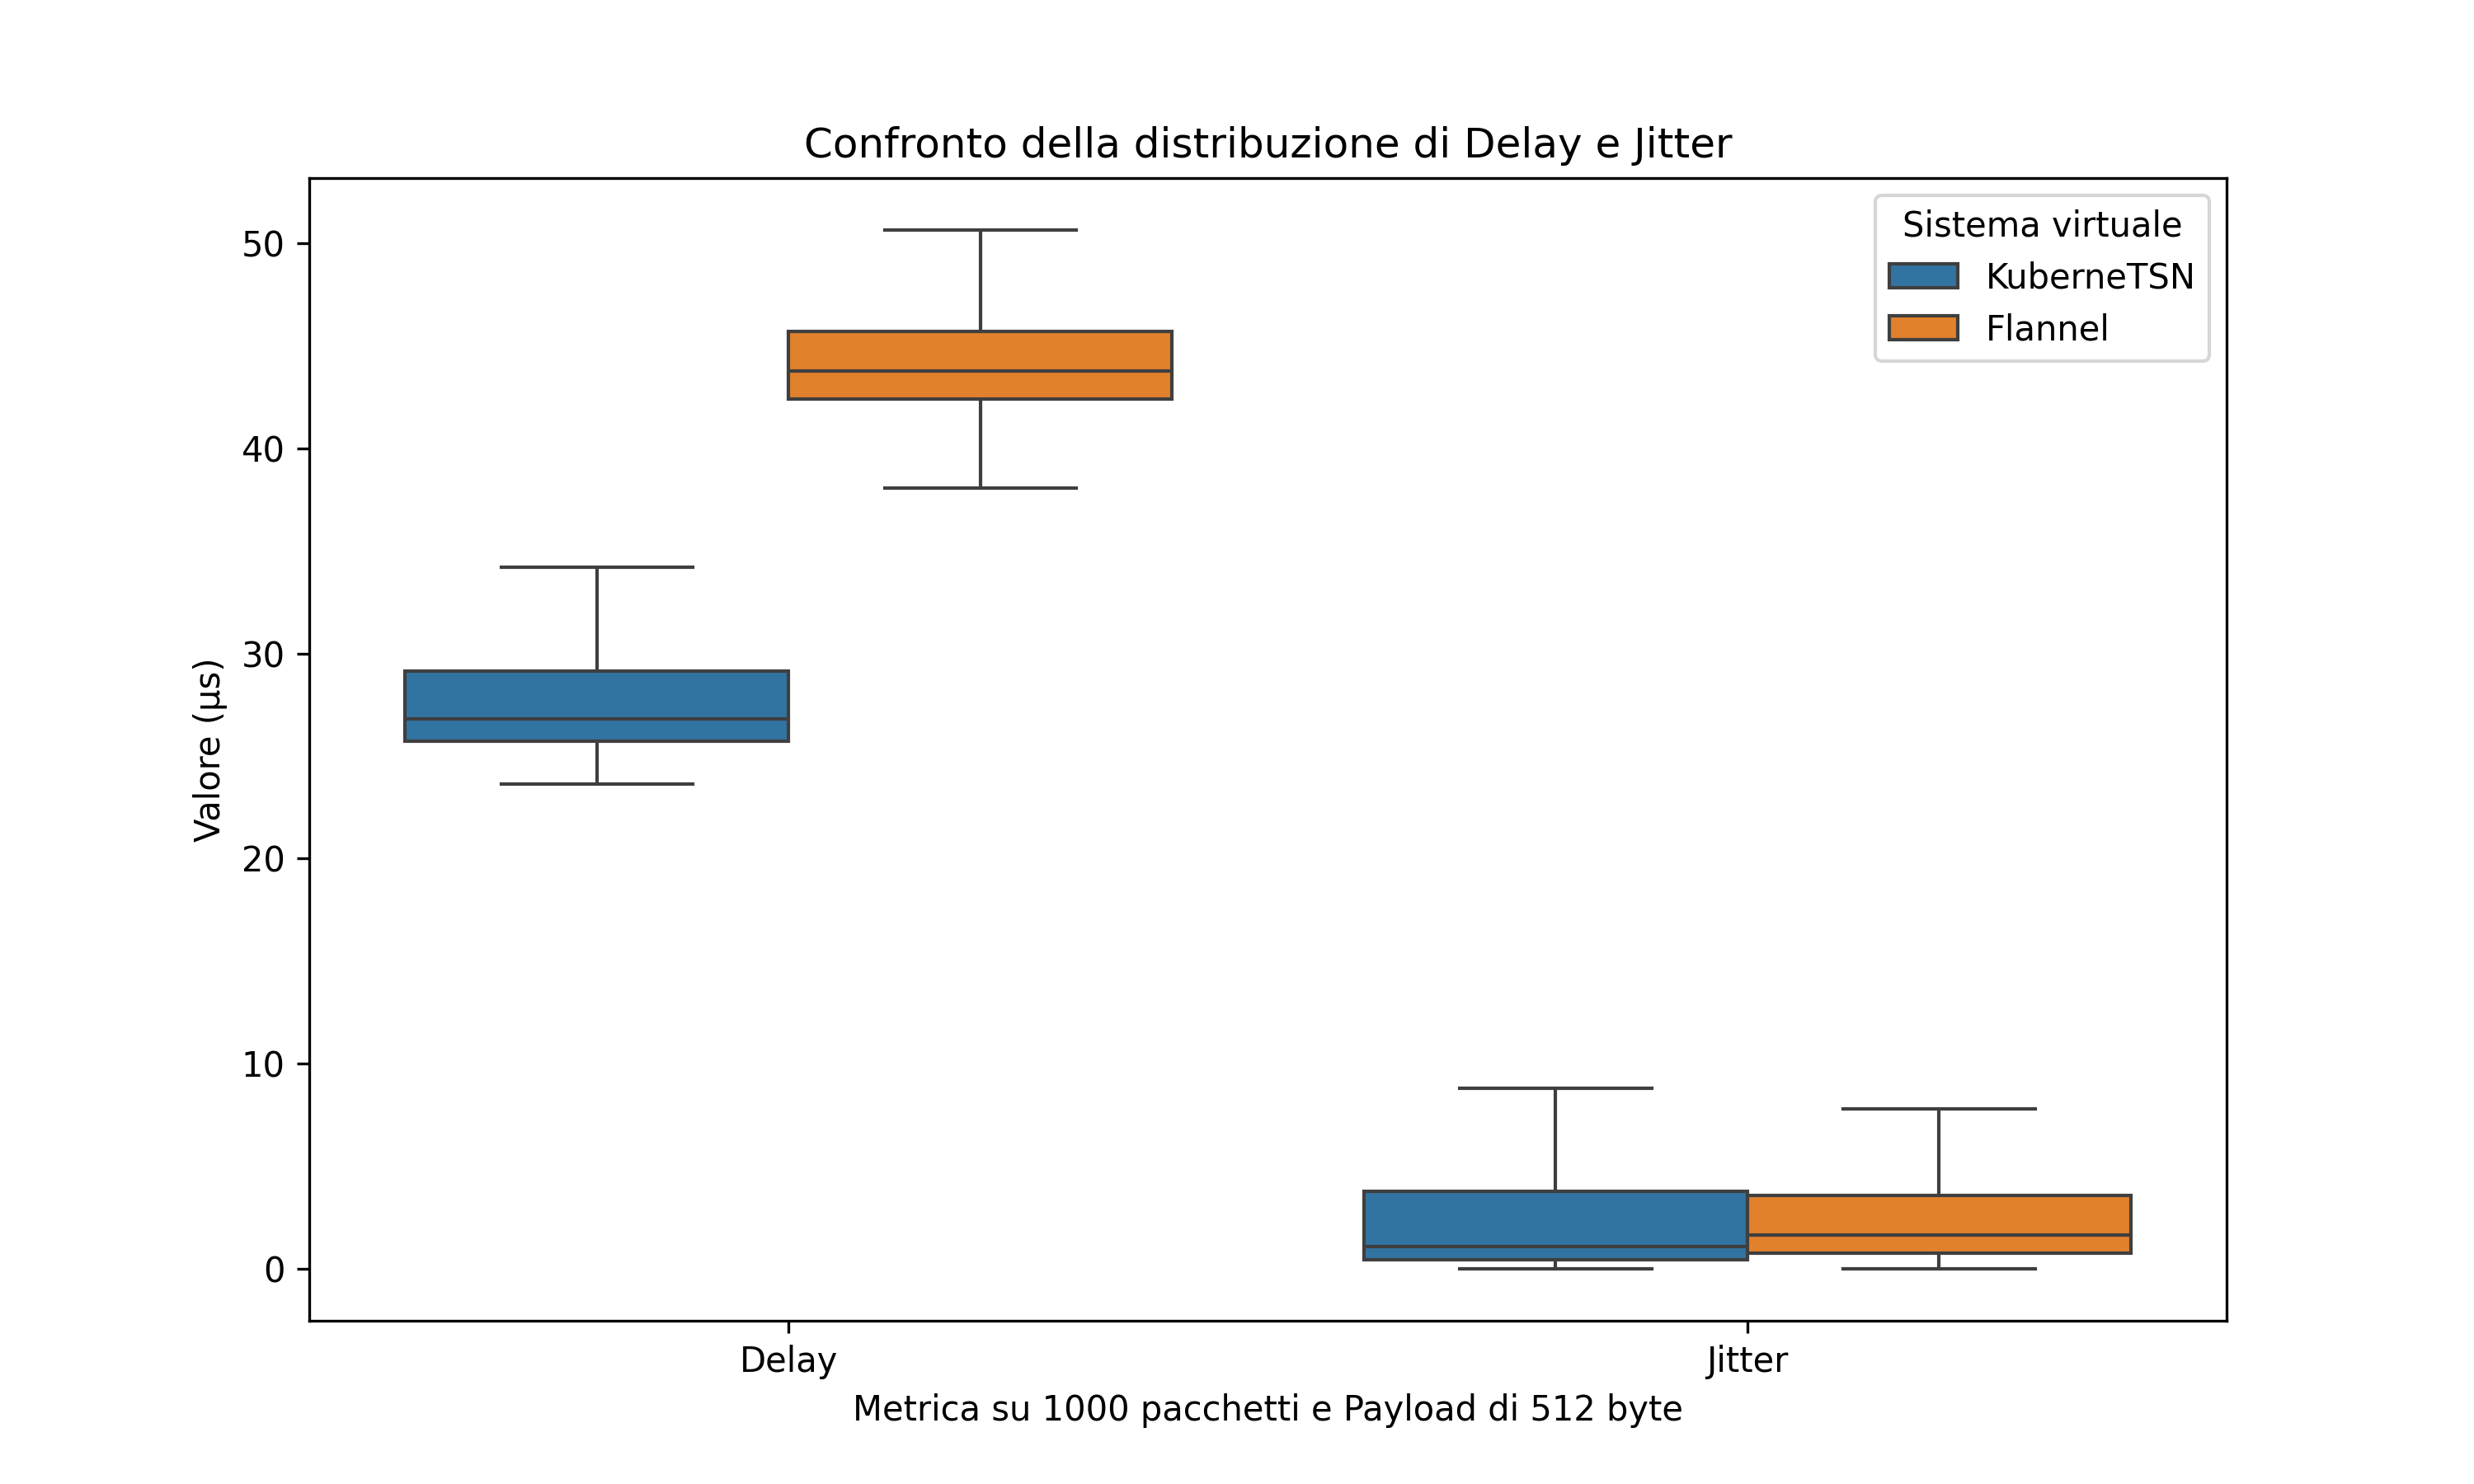 Confronto della distribuzione di Delay e Jitter
Sistema virtuale
KuberneTSN
Flannel
Valore (µs)
50
40
30
20
10
0
Delay
Jitter
Metrica su 1000 pacchetti e Payload di 512 byte